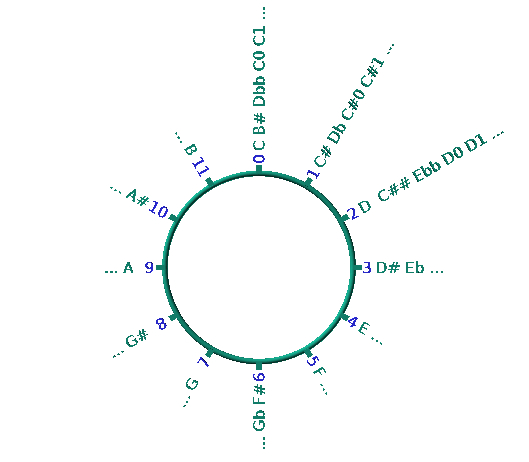 0 C B# Dbb C0 C1 ...
1 C# Db C#0 C#1 ...
2 D C## Ebb D0 D1 ...
3 D# Eb ...
4 E ...
5 F ...
... Gb F# 6
... G 7
... G# 8
... A 9
... A# 10
... B 11